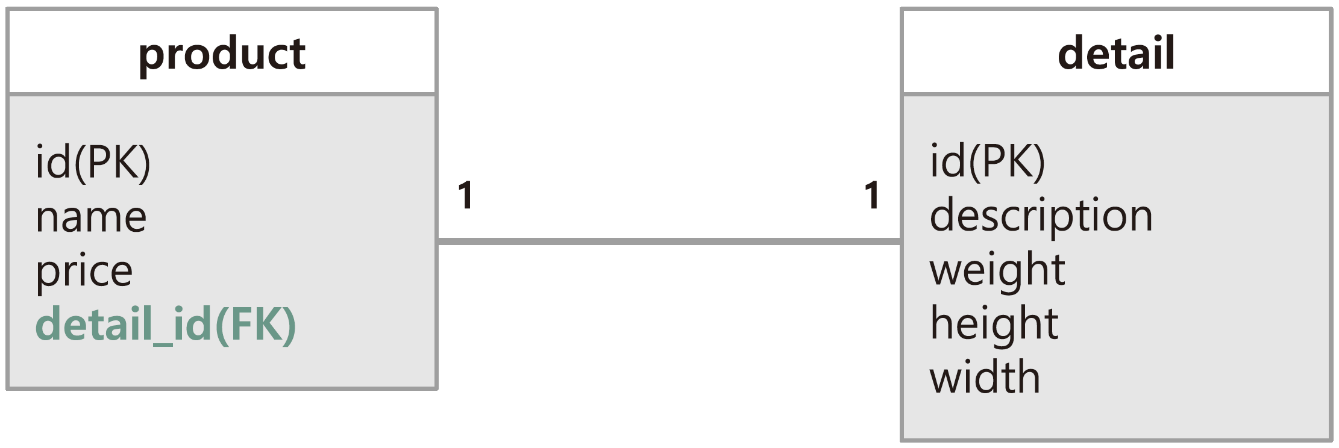 product
id(PK)
name
price
detail_id(FK)
1
1
detail
id(PK)
description
weight
height
width